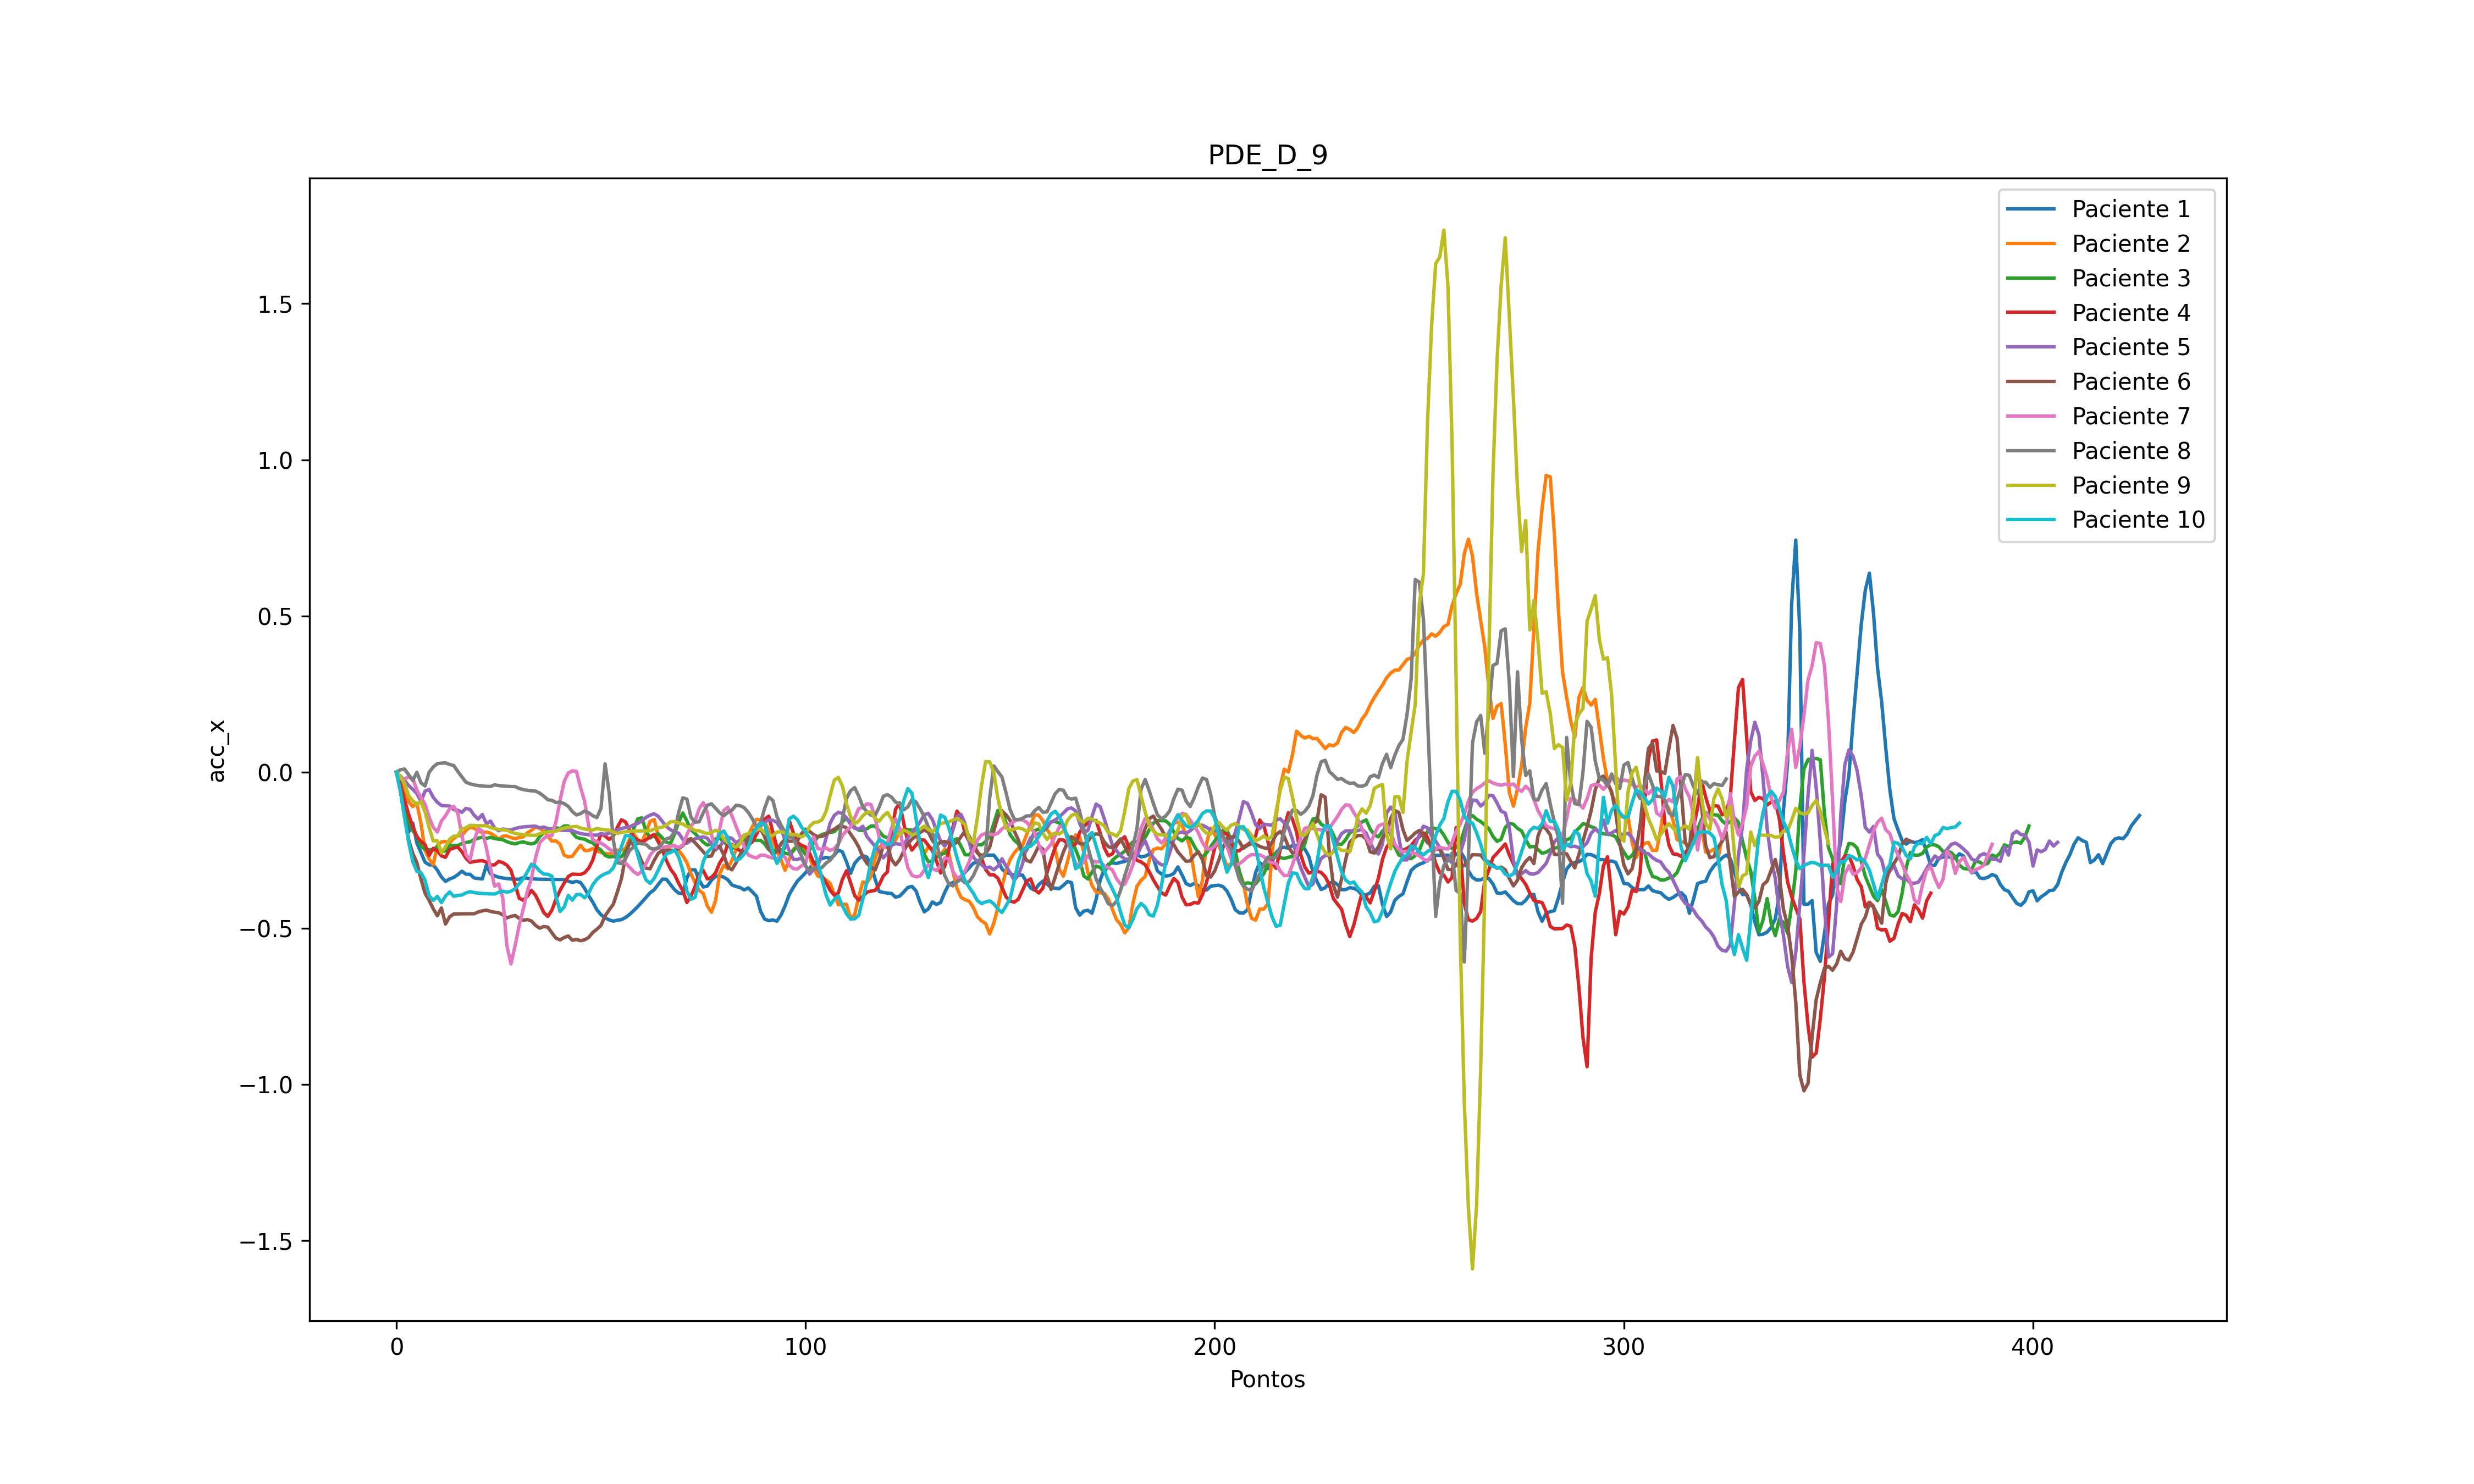 PDE_D_9
Paciente 1
Paciente 2
Paciente 3
Paciente 4
Paciente 5
Paciente 6
Paciente 7
Paciente 8
Paciente 9
Paciente 10
acc_x
1.5
1.0
0.5
0.0
−0.5
−1.0
−1.5
0 100 200 300 400
Pontos